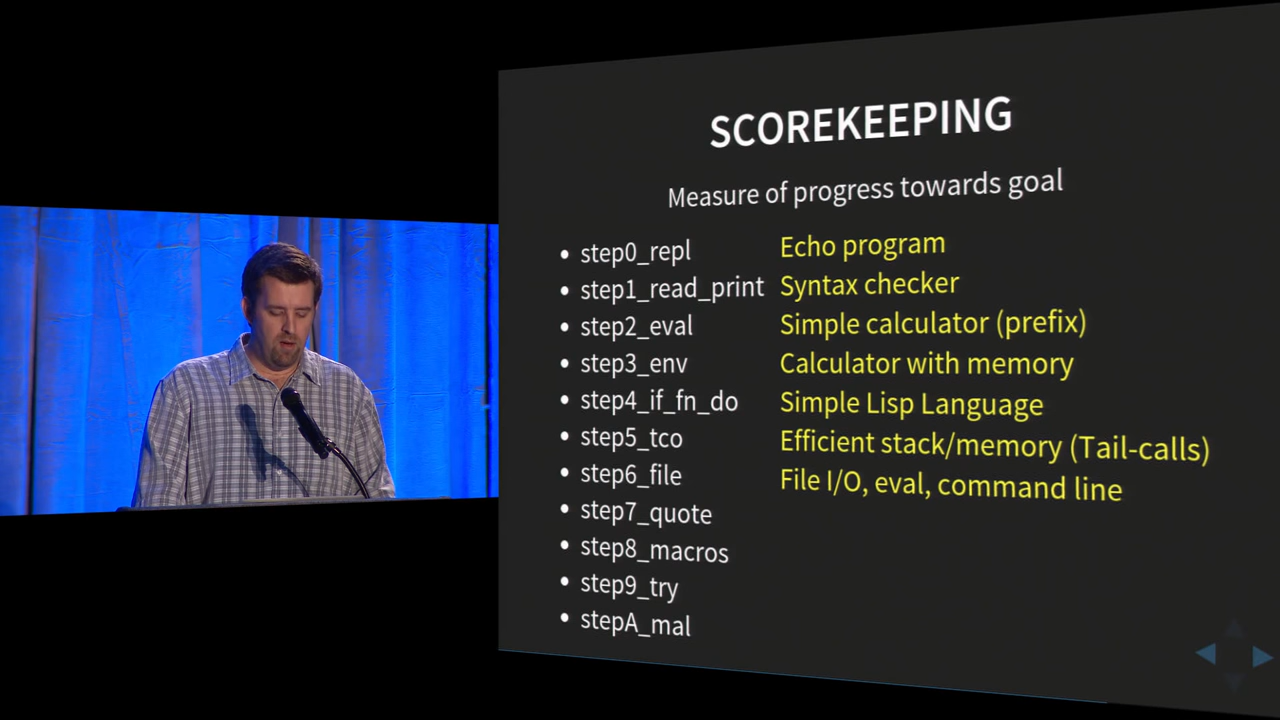 SCOREKEEPING
Measure of progress towards goal
• step0_repl Echo program
• step1_read_print Syntax checker
• step2_eval Simple calculator (prefix)
• step3_env Calculator with memory
• step4_if_fn_do Simple Lisp Language
• step5_tco Efficient stack/memory (Tail-calls)
• step6_file File I/O, eval, command line
• step7_quote
• step8_macros
• step9_try
• stepA_mal